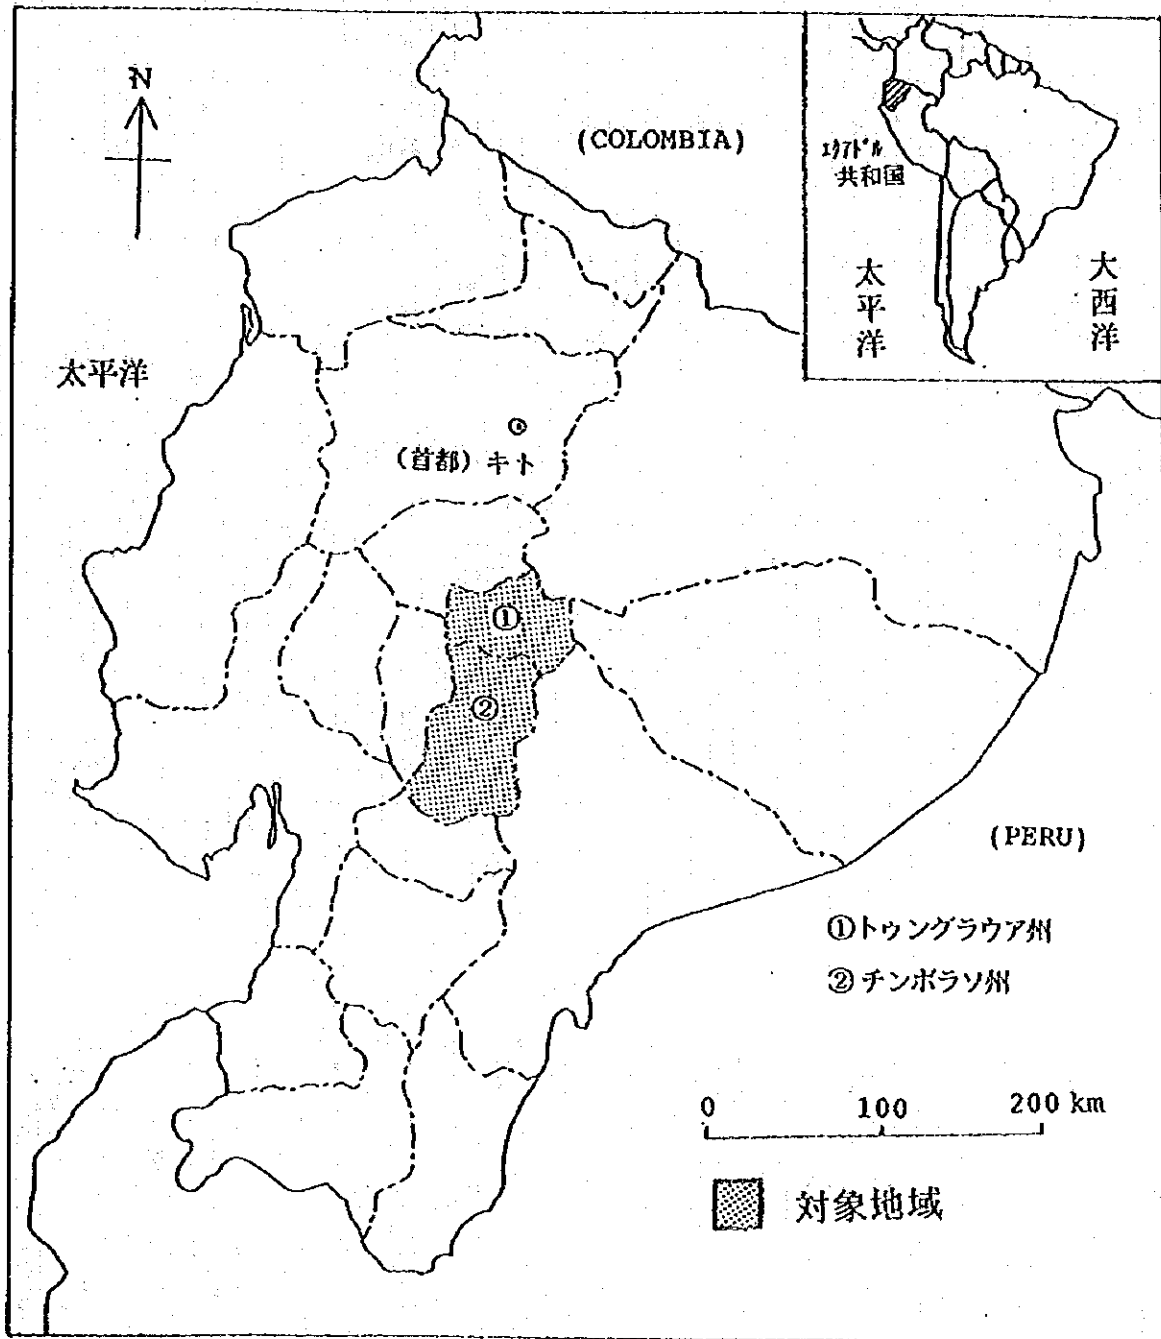 N
(COLOMBIA)
エクアドル
共和国
太平洋
大西洋
太平洋
(首都) キト
①
②
(PERU)
①トゥングラウア州
②チンボラソ州
0 100 200 km
対象地域